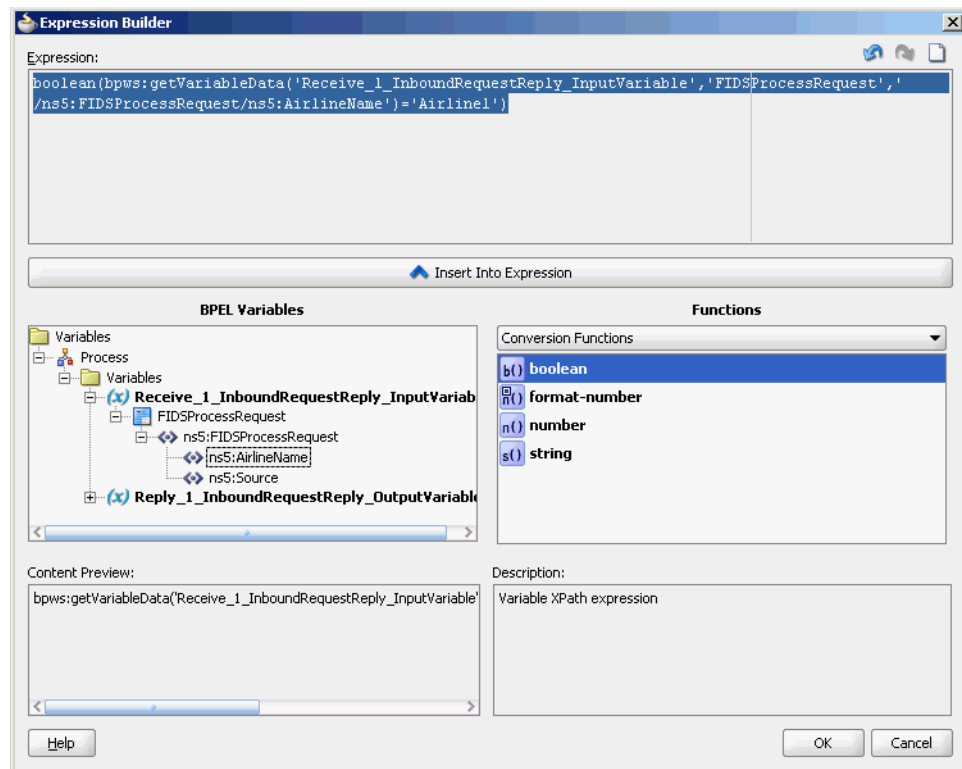 Expression Builder
Expression:
boolean(bpws:getVariableData('Receive_1_InboundRequestReply_InputVariable','FIDSProcessRequest','
/ns5:FIDSProcessRequest/ns5:AirlineName')='Airline1')
Insert Into Expression
BPEL Variables
Functions
Variables
Process
Variables
(x) Receive_1_InboundRequestReply_InputVariab
FIDSProcessRequest
ns5:FIDSProcessRequest
ns5:AirlineName
ns5:Source
(x) Reply_1_InboundRequestReply_OutputVariable
Conversion Functions
b() boolean
n() format-number
n() number
s() string
Content Preview:
bpws:getVariableData('Receive_1_InboundRequestReply_InputVariable'
Description:
Variable XPath expression
Help
OK
Cancel